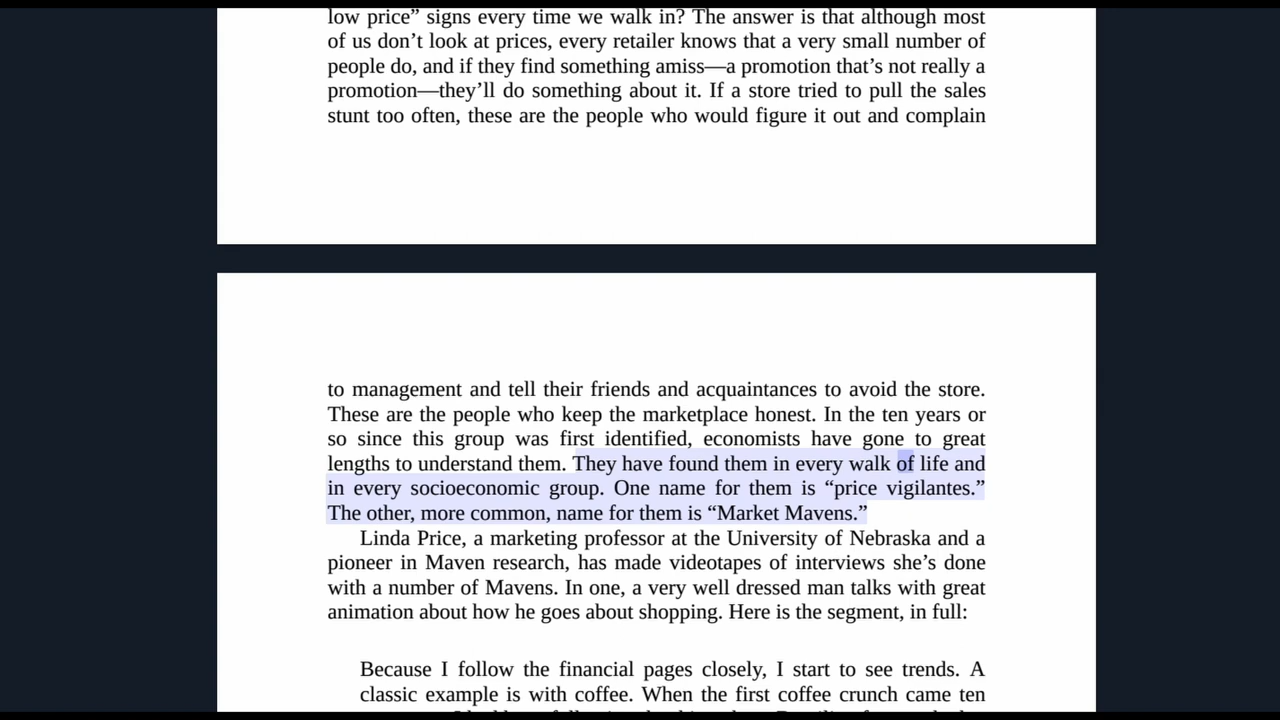 low price” signs every time we walk in? The answer is that although most
of us don’t look at prices, every retailer knows that a very small number of
people do, and if they find something amiss—a promotion that’s not really a
promotion—they’ll do something about it. If a store tried to pull the sales
stunt too often, these are the people who would figure it out and complain
to management and tell their friends and acquaintances to avoid the store.
These are the people who keep the marketplace honest. In the ten years or
so since this group was first identified, economists have gone to great
lengths to understand them. They have found them in every walk of life and
in every socioeconomic group. One name for them is “price vigilantes.”
The other, more common, name for them is “Market Mavens.”
Linda Price, a marketing professor at the University of Nebraska and a
pioneer in Maven research, has made videotapes of interviews she’s done
with a number of Mavens. In one, a very well dressed man talks with great
animation about how he goes about shopping. Here is the segment, in full:
Because I follow the financial pages closely, I start to see trends. A
classic example is with coffee. When the first coffee crunch came ten